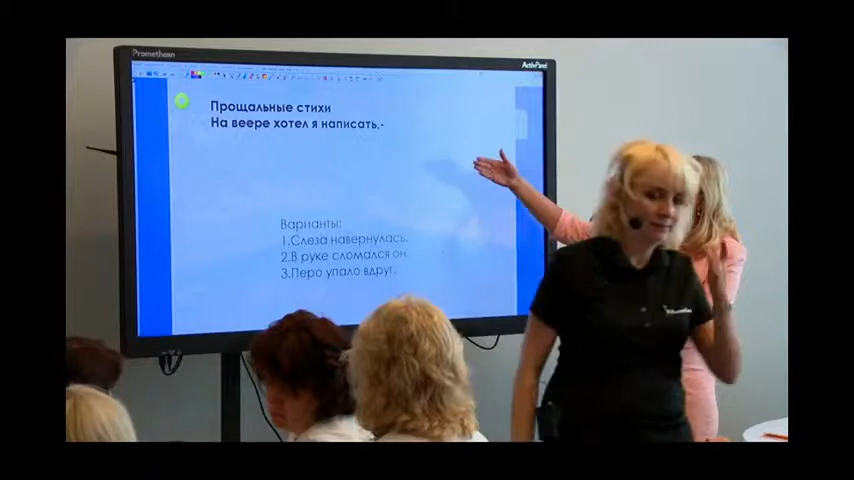 Promethean
ActivPanel
Прощальные стихи
На веере хотел я написать,-
Варианты:
1.Слеза навернулась.
2.В руке сломался он.
3.Перо упало вдруг.